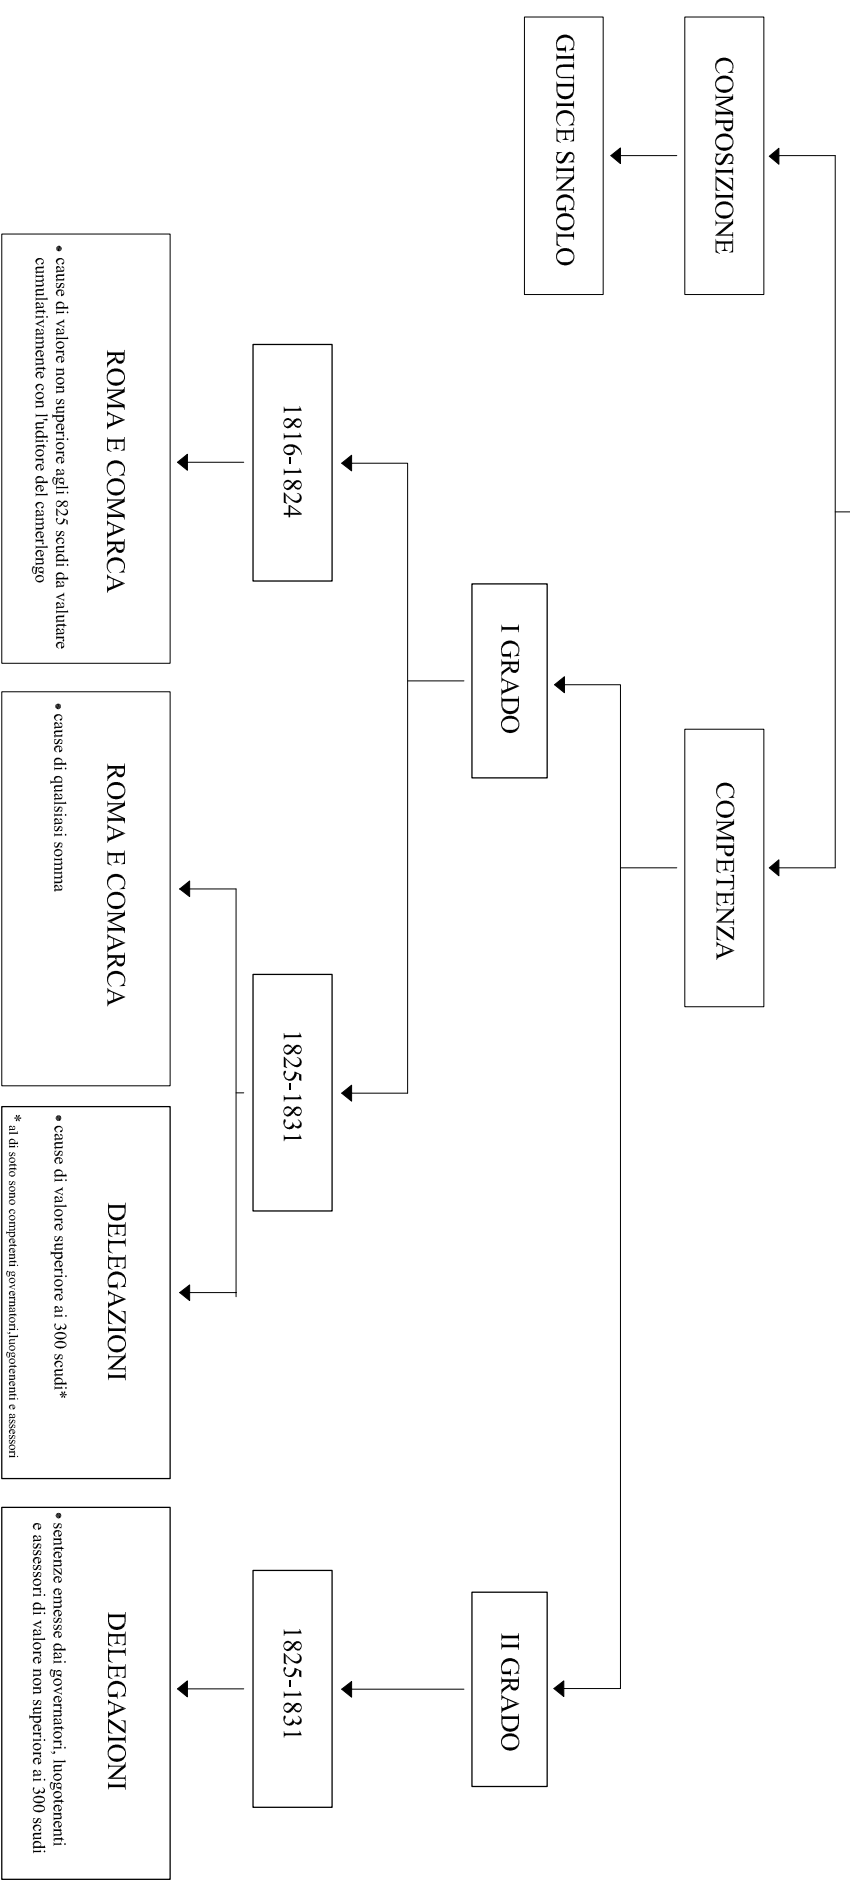 COMPOSIZIONE
COMPETENZA
GIUDICE SINGOLO
I GRADO
II GRADO
1816-1824
1825-1831
1825-1831
ROMA E COMARCA
• cause di valore non superiore agli 825 scudi da valutare
cumulativamente con l'uditore del camerlengo
ROMA E COMARCA
• cause di qualsiasi somma
DELEGAZIONI
• cause di valore superiore ai 300 scudi*
* al di sotto sono competenti governatori,luogotenenti e assessori
DELEGAZIONI
• sentenze emesse dai governatori, luogotenenti
e assessori di valore non superiore ai 300 scudi